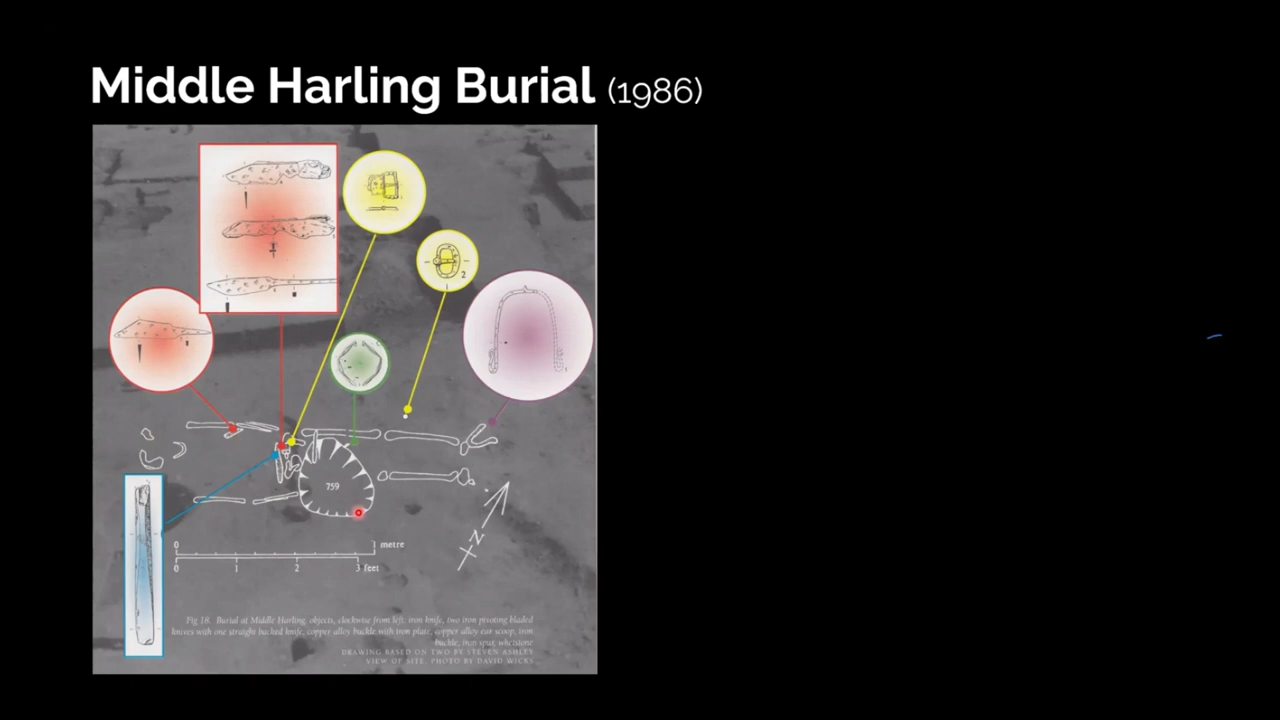 Middle Harling Burial (1986)
2
759
N
0 1 metre
0 1 2 3 feet
Fig 18. Burial at Middle Harling, objects, clockwise from left, iron knife, two iron pivoting bladed
knives with one straight backed knife, copper alloy buckle with iron plate, copper alloy ear scoop, iron
buckle, iron spur, whetstone
DRAWING BASED ON TWO BY STEVEN ASHLEY
VIEW OF SITE, PHOTO BY DAVID WICKS